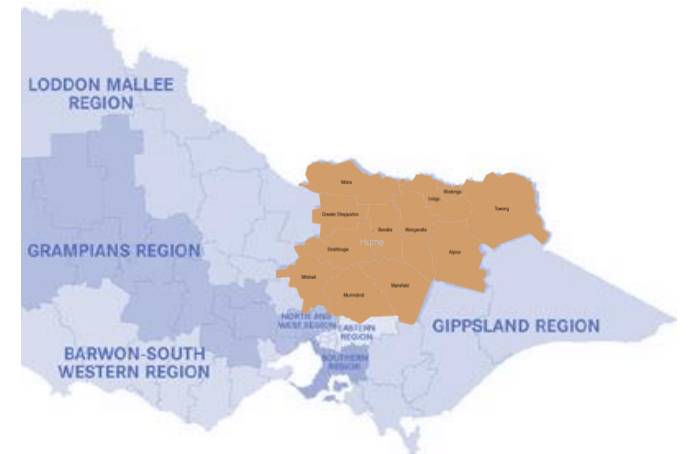 LODDON MALLEE
REGION
Moira
Wodonga
Indigo
Towong
Greater Shepparton
Benalla
Wangaratta
Hume
Strathbogie
Alpine
GRAMPIANS REGION
Mitchell
Mansfield
Murrindindi
NORTH AND
WEST REGION
EASTERN
REGION
GIPPSLAND REGION
BARWON-SOUTH
WESTERN REGION
SOUTHERN
REGION